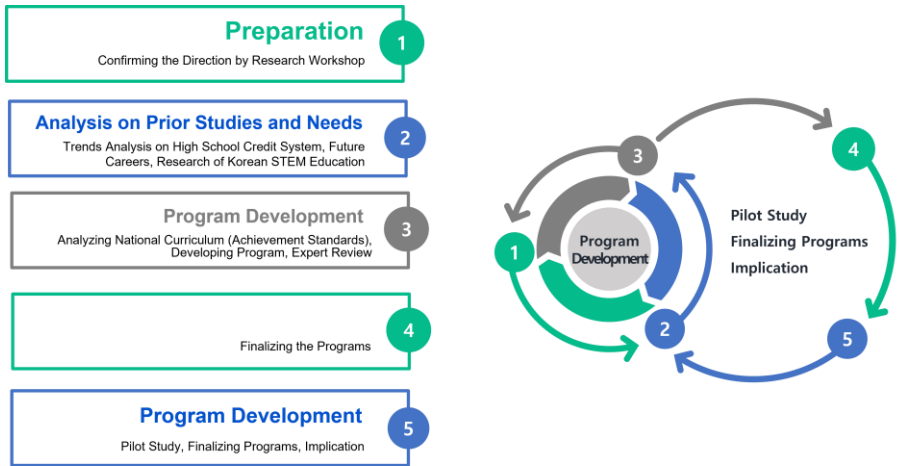 Preparation
1
Confirming the Direction by Research Workshop
Analysis on Prior Studies and Needs
2
Trends Analysis on High School Credit System, Future
Careers, Research of Korean STEM Education
Program Development
3
Analyzing National Curriculum (Achievement Standards),
Developing Program, Expert Review
4
Finalizing the Programs
Program Development
5
Pilot Study, Finalizing Programs, Implication
3
4
1
Program
Development
Pilot Study
Finalizing Programs
Implication
2
5